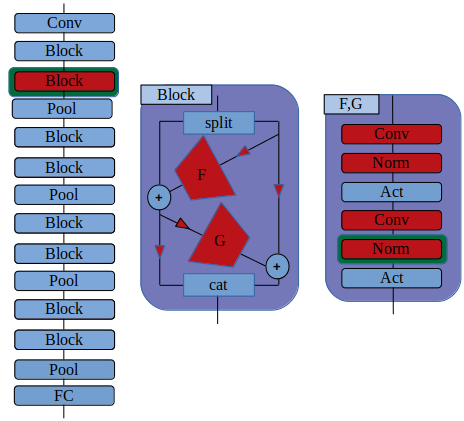 Conv
Block
Block
Pool
Block
Block
Pool
Block
Block
Pool
Block
Block
Pool
FC
Block
split
F
+
G
+
cat
F,G
Conv
Norm
Act
Conv
Norm
Act